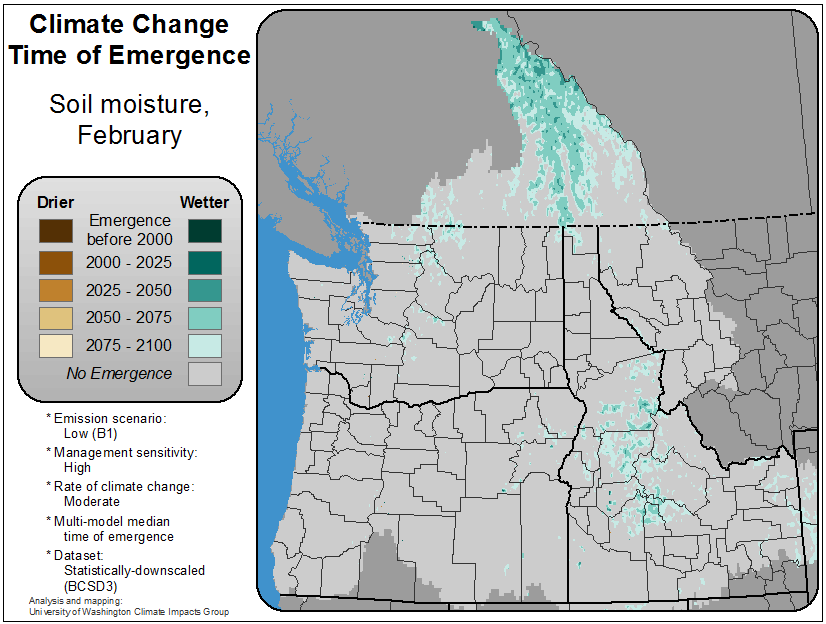 Climate Change
Time of Emergence
Soil moisture,
February
Drier
Wetter
Emergence
before 2000
2000 - 2025
2025 - 2050
2050 - 2075
2075 - 2100
No Emergence
* Emission scenario:
Low (B1)
* Management sensitivity:
High
* Rate of climate change:
Moderate
* Multi-model median
time of emergence
* Dataset:
Statistically-downscaled
(BCSD3)
Analysis and mapping:
University of Washington Climate Impacts Group